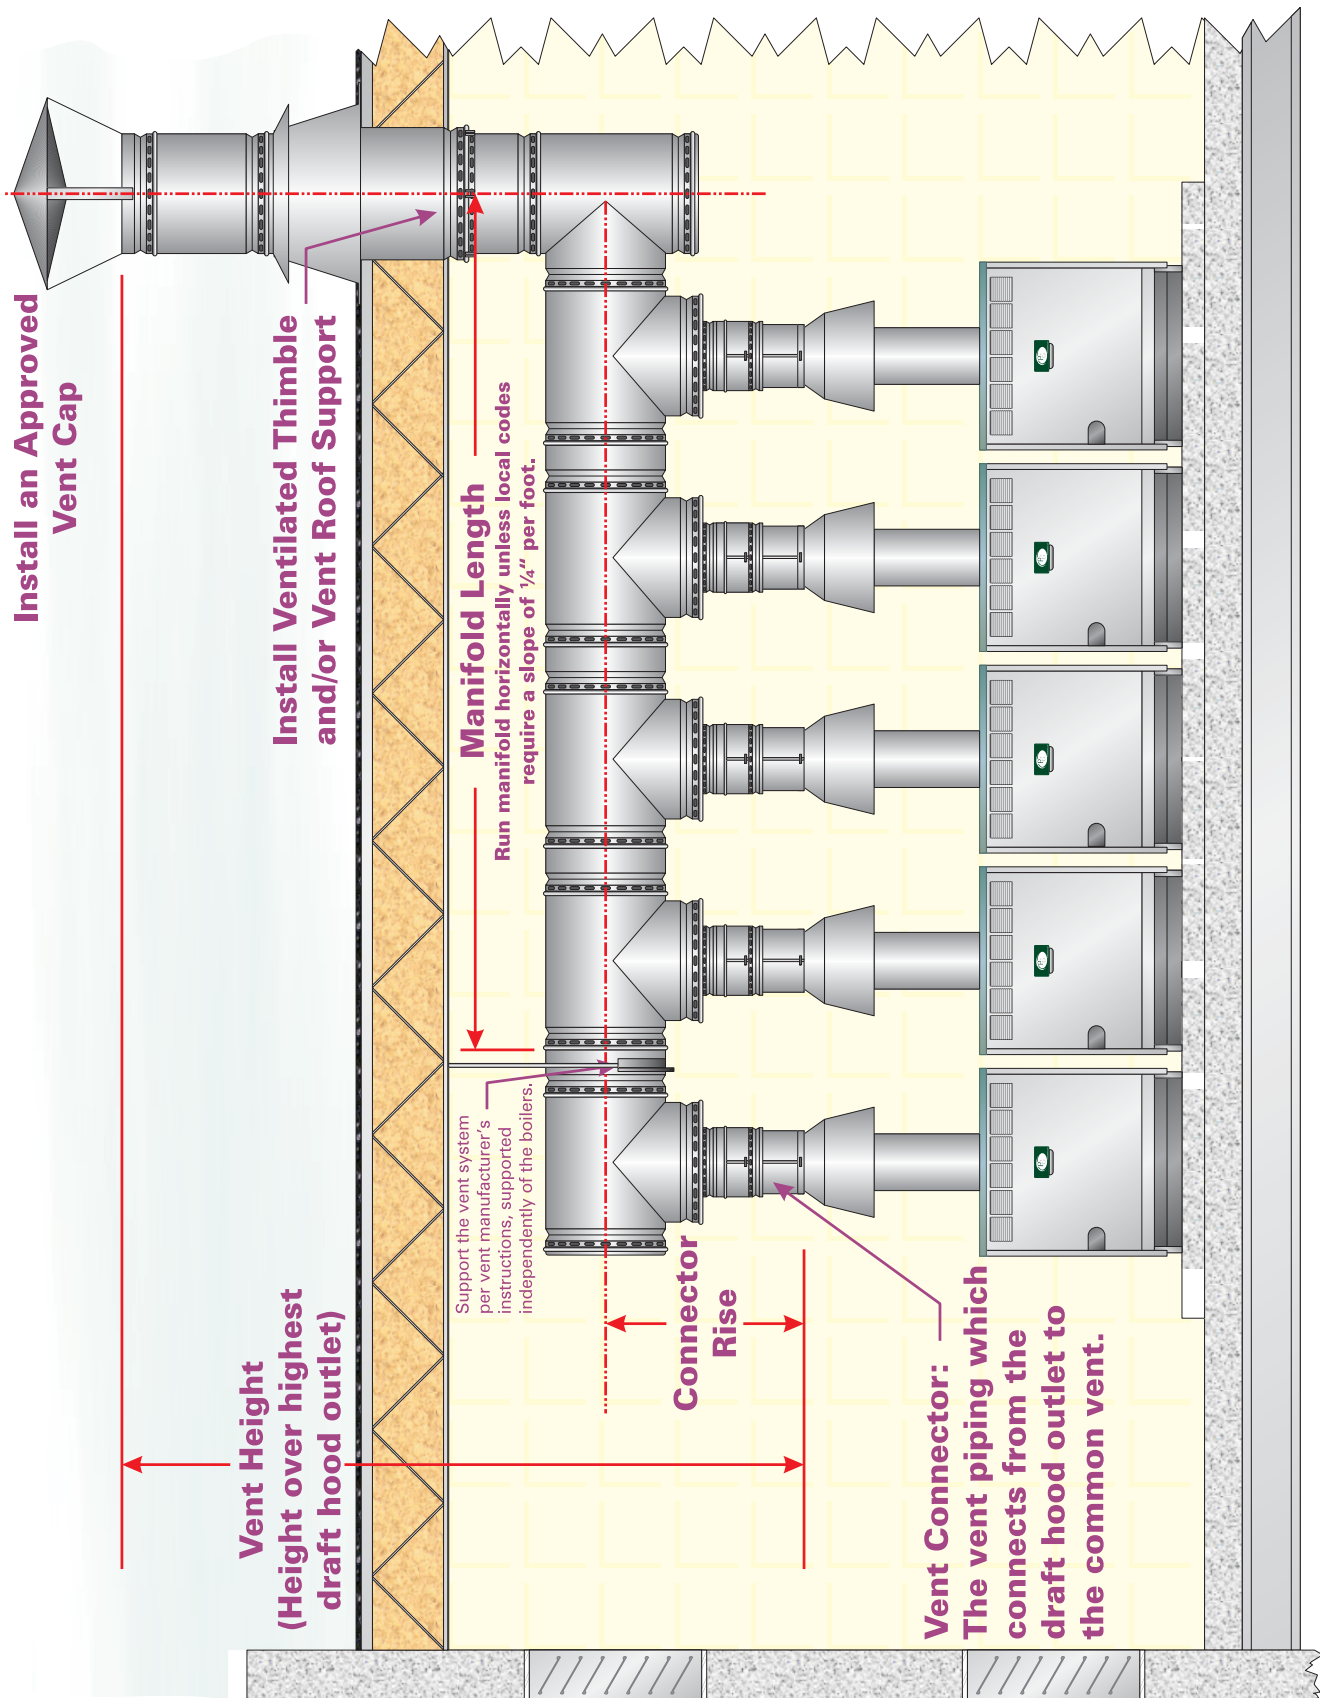 Install an Approved
Vent Cap
Install Ventilated Thimble
and/or Vent Roof Support
Manifold Length
Run manifold horizontally unless local codes
require a slope of ¼" per foot.
Support the vent system
per vent manufacturer's
instructions, supported
independently of the boilers.
Vent Height
(Height over highest
draft hood outlet)
Connector
Rise
Vent Connector:
The vent piping which
connects from the
draft hood outlet to
the common vent.